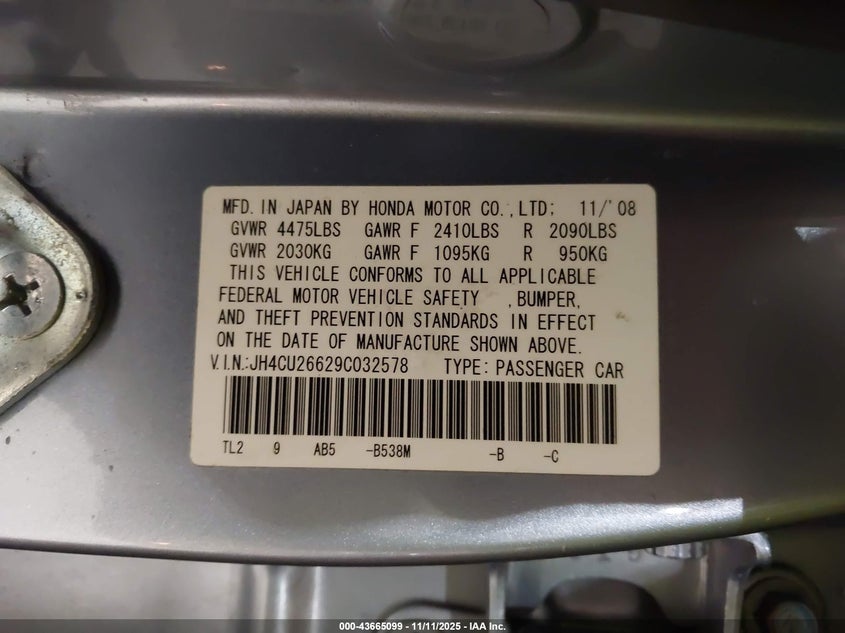 MFD. IN JAPAN BY HONDA MOTOR CO.,LTD; 11/'08
GVWR 4475LBS GAWR F 2410LBS R 2090LBS
GVWR 2030KG GAWR F 1095KG R 950KG
THIS VEHICLE CONFORMS TO ALL APPLICABLE
FEDERAL MOTOR VEHICLE SAFETY ,BUMPER,
AND THEFT PREVENTION STANDARDS IN EFFECT
ON THE DATE OF MANUFACTURE SHOWN ABOVE.
V.I.N.:JH4CU26629C032578 TYPE: PASSENGER CAR
TL2 9 AB5 -B538M -B -C
000-43665099 - 11/11/2025 - IAA Inc.